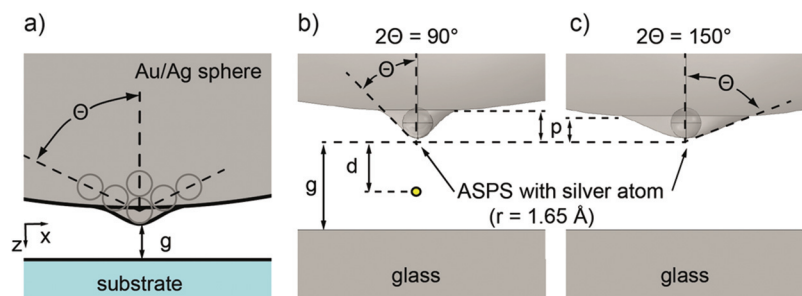 a)
Au/Ag sphere
Θ
x
z
g
substrate
b)
2Θ = 90°
Θ
g
d
p
ASPS with silver atom
(r = 1.65 Å)
glass
c)
2Θ = 150°
Θ
glass